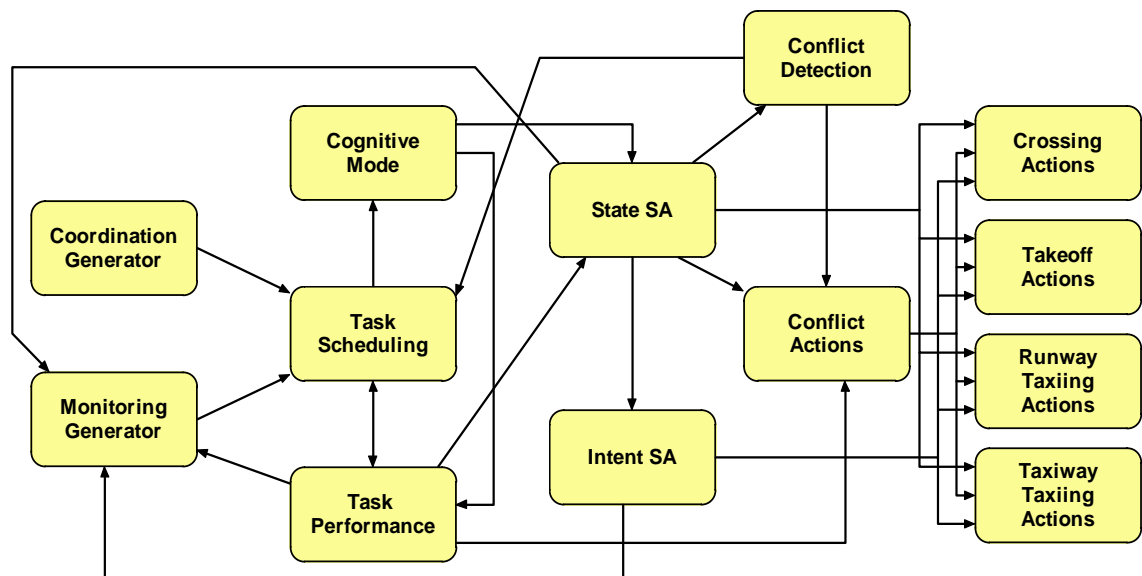 Conflict
Detection
Cognitive
Mode
Crossing
Actions
State SA
Coordination
Generator
Takeoff
Actions
Task
Scheduling
Conflict
Actions
Runway
Taxiing
Actions
Monitoring
Generator
Intent SA
Task
Performance
Taxiway
Taxiing
Actions